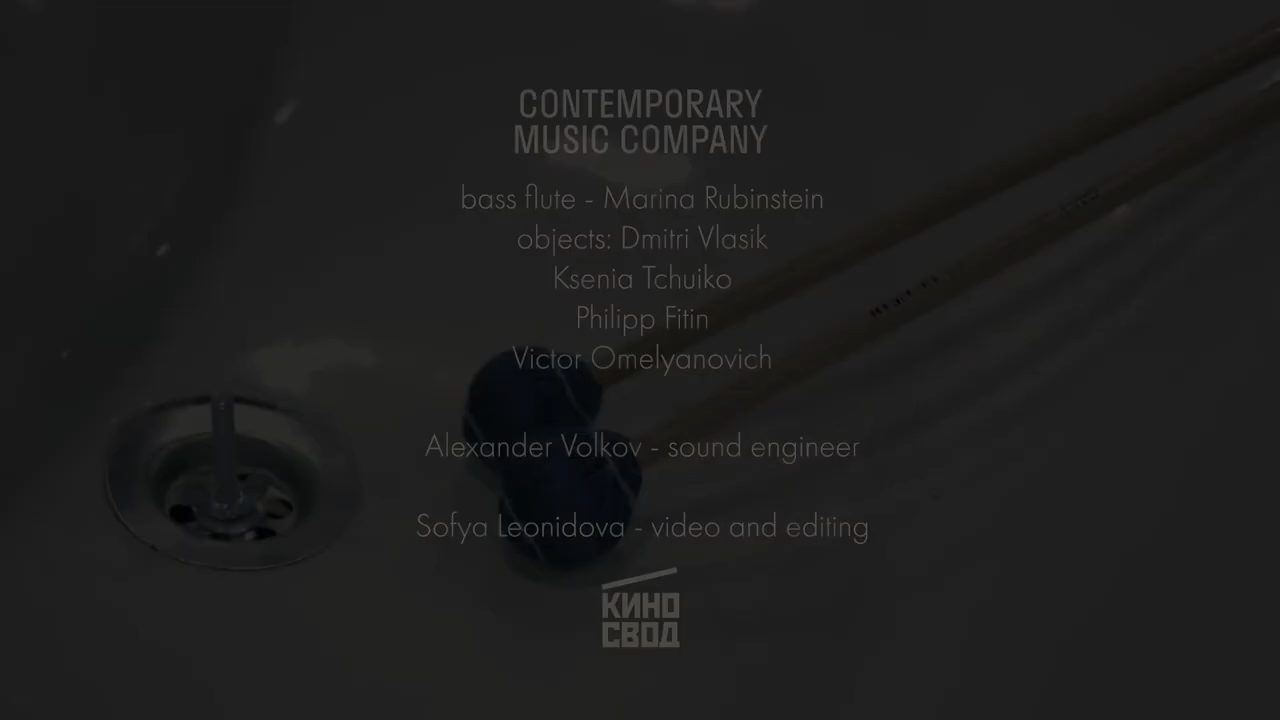 CONTEMPORARY
MUSIC COMPANY
bass flute - Marina Rubinstein
objects: Dmitri Vlasik
Ksenia Tchuiko
Philipp Fitin
Victor Omelyanovich
Alexander Volkov - sound engineer
Sofya Leonidova - video and editing
КИНО
СВОД